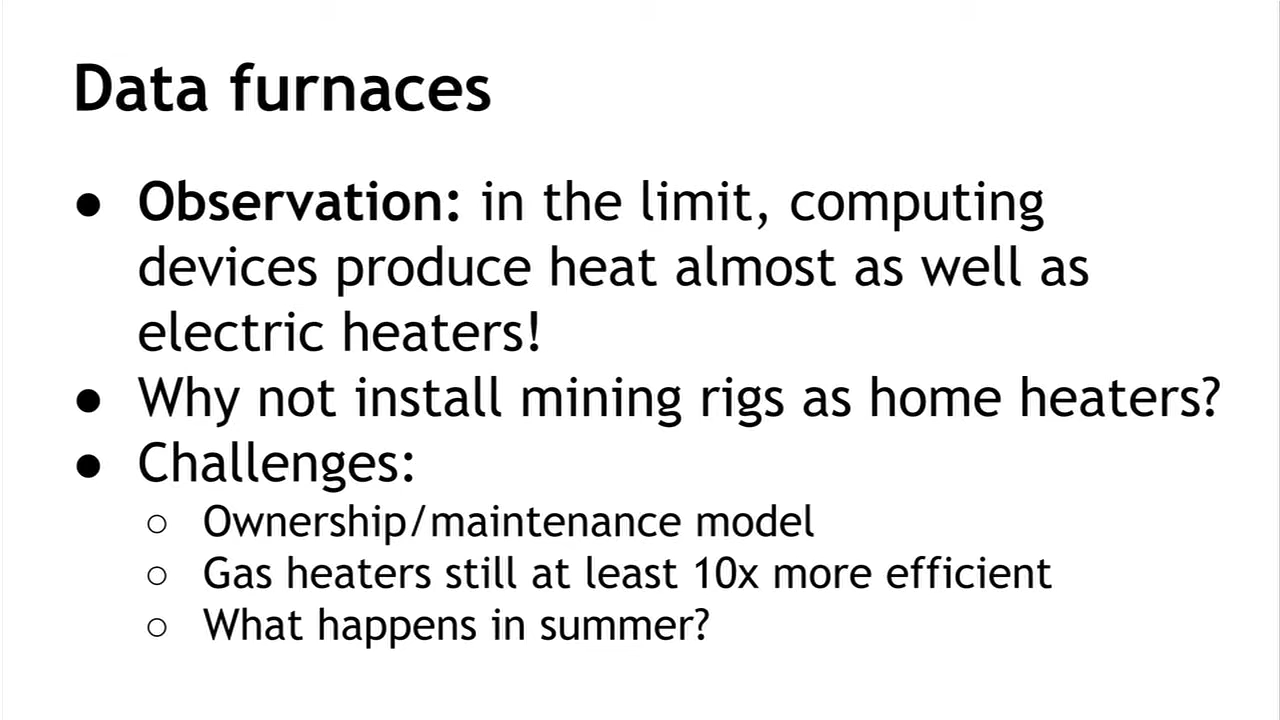 Data furnaces
● Observation: in the limit, computing
devices produce heat almost as well as
electric heaters!
● Why not install mining rigs as home heaters?
● Challenges:
○ Ownership/maintenance model
○ Gas heaters still at least 10x more efficient
○ What happens in summer?